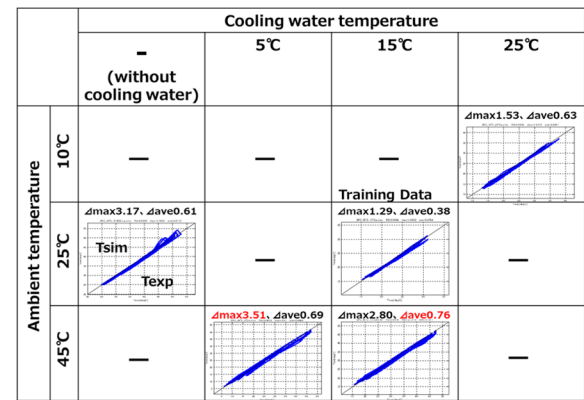 Cooling water temperature
-
(without
cooling water)
5℃
15℃
25℃
Ambient temperature
10℃
—
—
—
⊿max1.53、⊿ave0.63
25℃
⊿max3.17、⊿ave0.61
Tsim
Texp
—
Training Data
⊿max1.29、⊿ave0.38
—
45℃
—
⊿max3.51、⊿ave0.69
⊿max2.80、⊿ave0.76
—